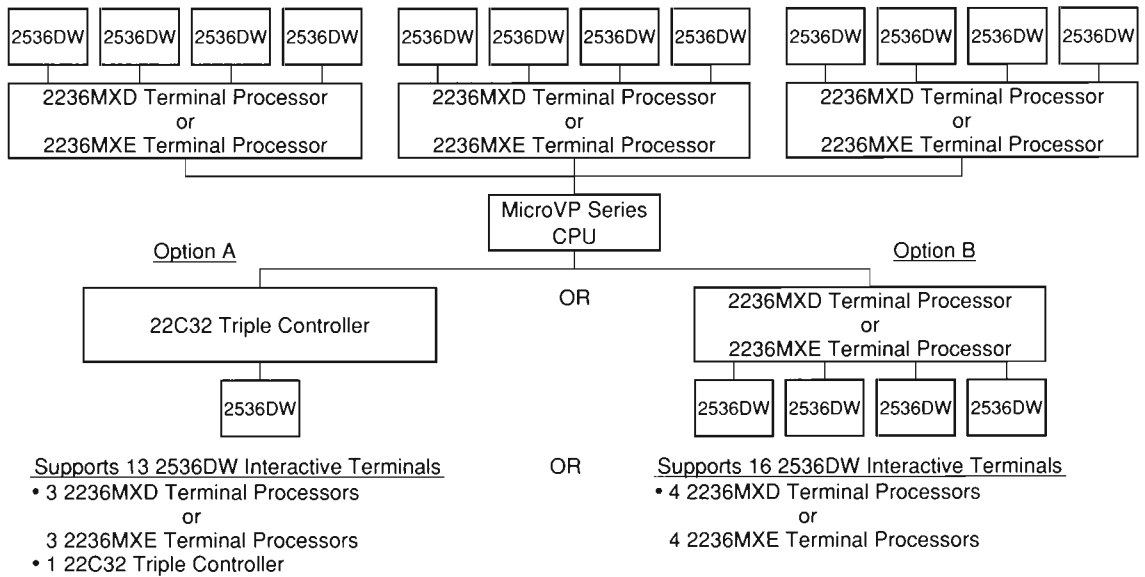 2536DW 2536DW 2536DW 2536DW 2536DW 2536DW 2536DW 2536DW 2536DW 2536DW 2536DW 2536DW
2236MXD Terminal Processor
or
2236MXE Terminal Processor
2236MXD Terminal Processor
or
2236MXE Terminal Processor
2236MXD Terminal Processor
or
2236MXE Terminal Processor
MicroVP Series
CPU
Option A
22C32 Triple Controller
2536DW
OR
Option B
2236MXD Terminal Processor
or
2236MXE Terminal Processor
2536DW 2536DW 2536DW 2536DW
Supports 13 2536DW Interactive Terminals
• 3 2236MXD Terminal Processors
or
3 2236MXE Terminal Processors
• 1 22C32 Triple Controller
OR
Supports 16 2536DW Interactive Terminals
• 4 2236MXD Terminal Processors
or
4 2236MXE Terminal Processors